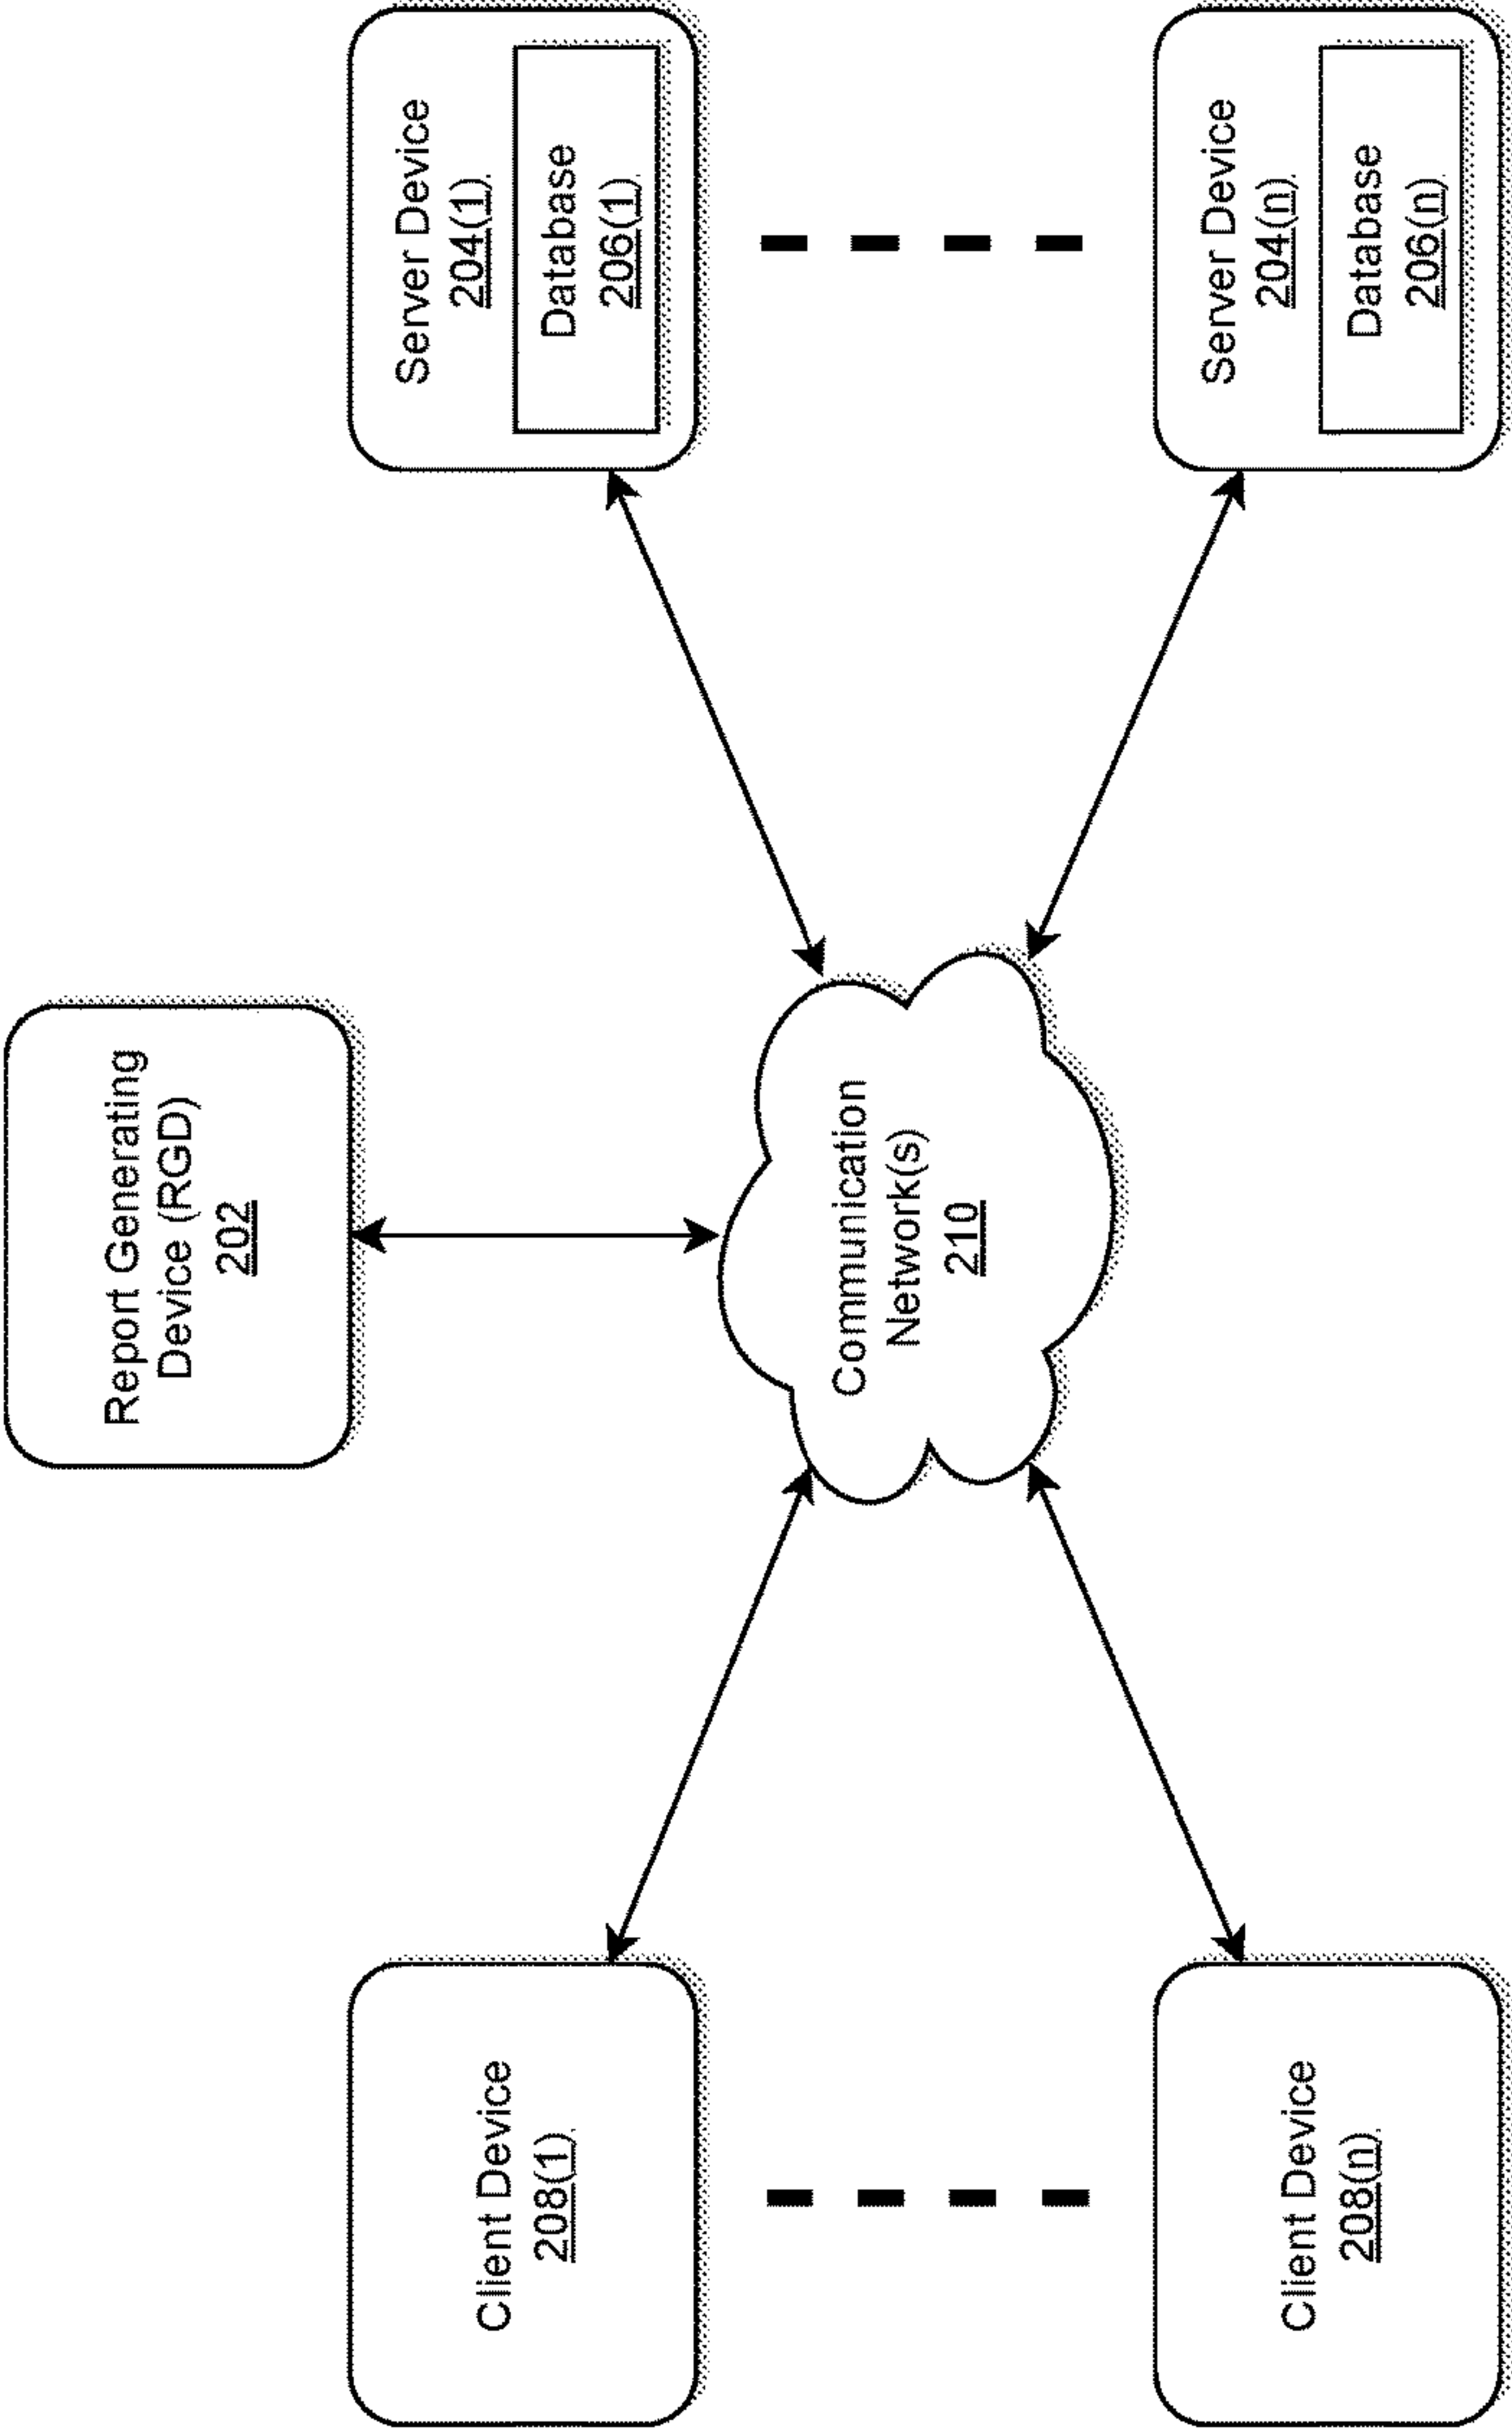 Report Generating
Device (RGD)
202
Client Device
208(1)
Server Device
204(1)
Database
206(1)
Communication
Network(s)
210
Client Device
208(n)
Server Device
204(n)
Database
206(n)